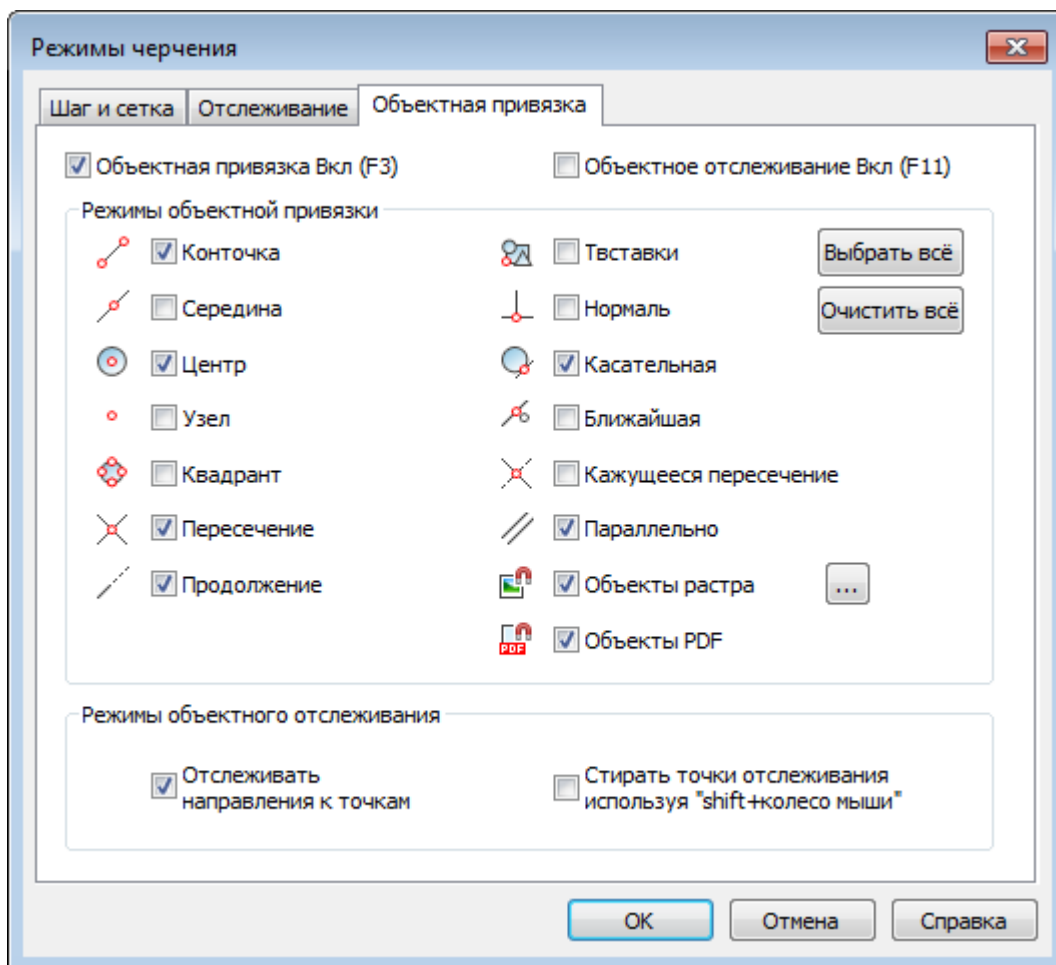 Режимы черчения
Шаг и сетка Отслеживание Объектная привязка
Объектная привязка Вкл (F3) Объектное отслеживание Вкл (F11)
Режимы объектной привязки
Конточка Твставки Выбрать всё
Середина Нормаль Очистить всё
Центр Касательная
Узел Ближайшая
Квадрант Кажущееся пересечение
Пересечение Параллельно
Продолжение Объекты растра ...
PDF Объекты PDF
Режимы объектного отслеживания
Отслеживать
направления к точкам
Стирать точки отслеживания
используя "shift+колесо мыши"
OK Отмена Справка